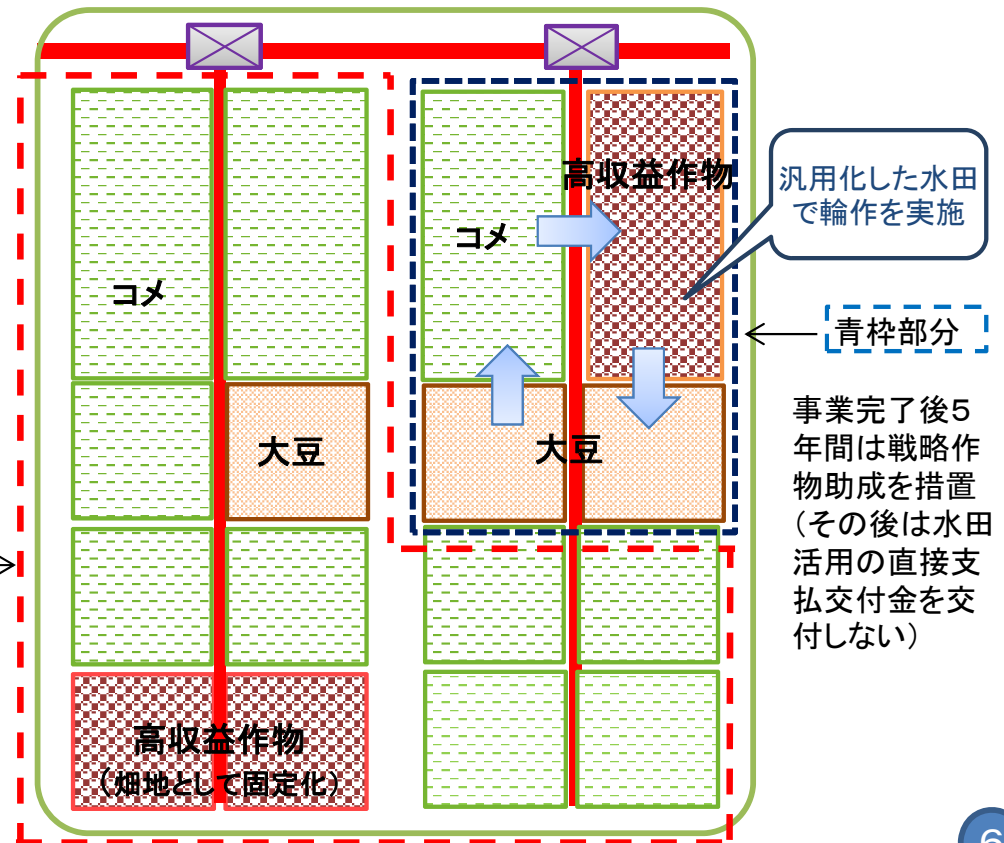 高収益作物
コメ
汎用化した水田
で輪作を実施
コメ
青枠部分
大豆
大豆
事業完了後5
年間は戦略作
物助成を措置
(その後は水田
活用の直接支
払交付金を交
付しない)
高収益作物
(畑地として固定化)
6